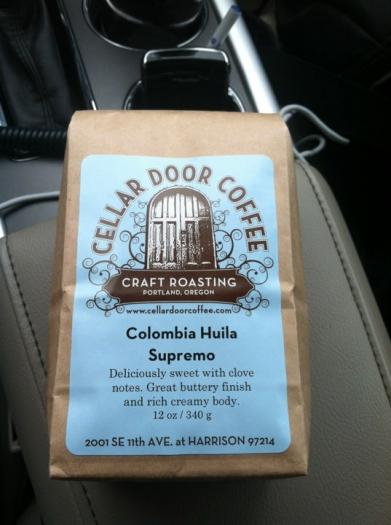 CELLAR DOOR COFFEE
CRAFT ROASTING
PORTLAND, OREGON
www.cellardoorcoffee.com
Colombia Huila
Supremo
Deliciously sweet with clove
notes. Great buttery finish
and rich creamy body.
12 oz / 340 g
2001 SE 11th AVE. at HARRISON 97214